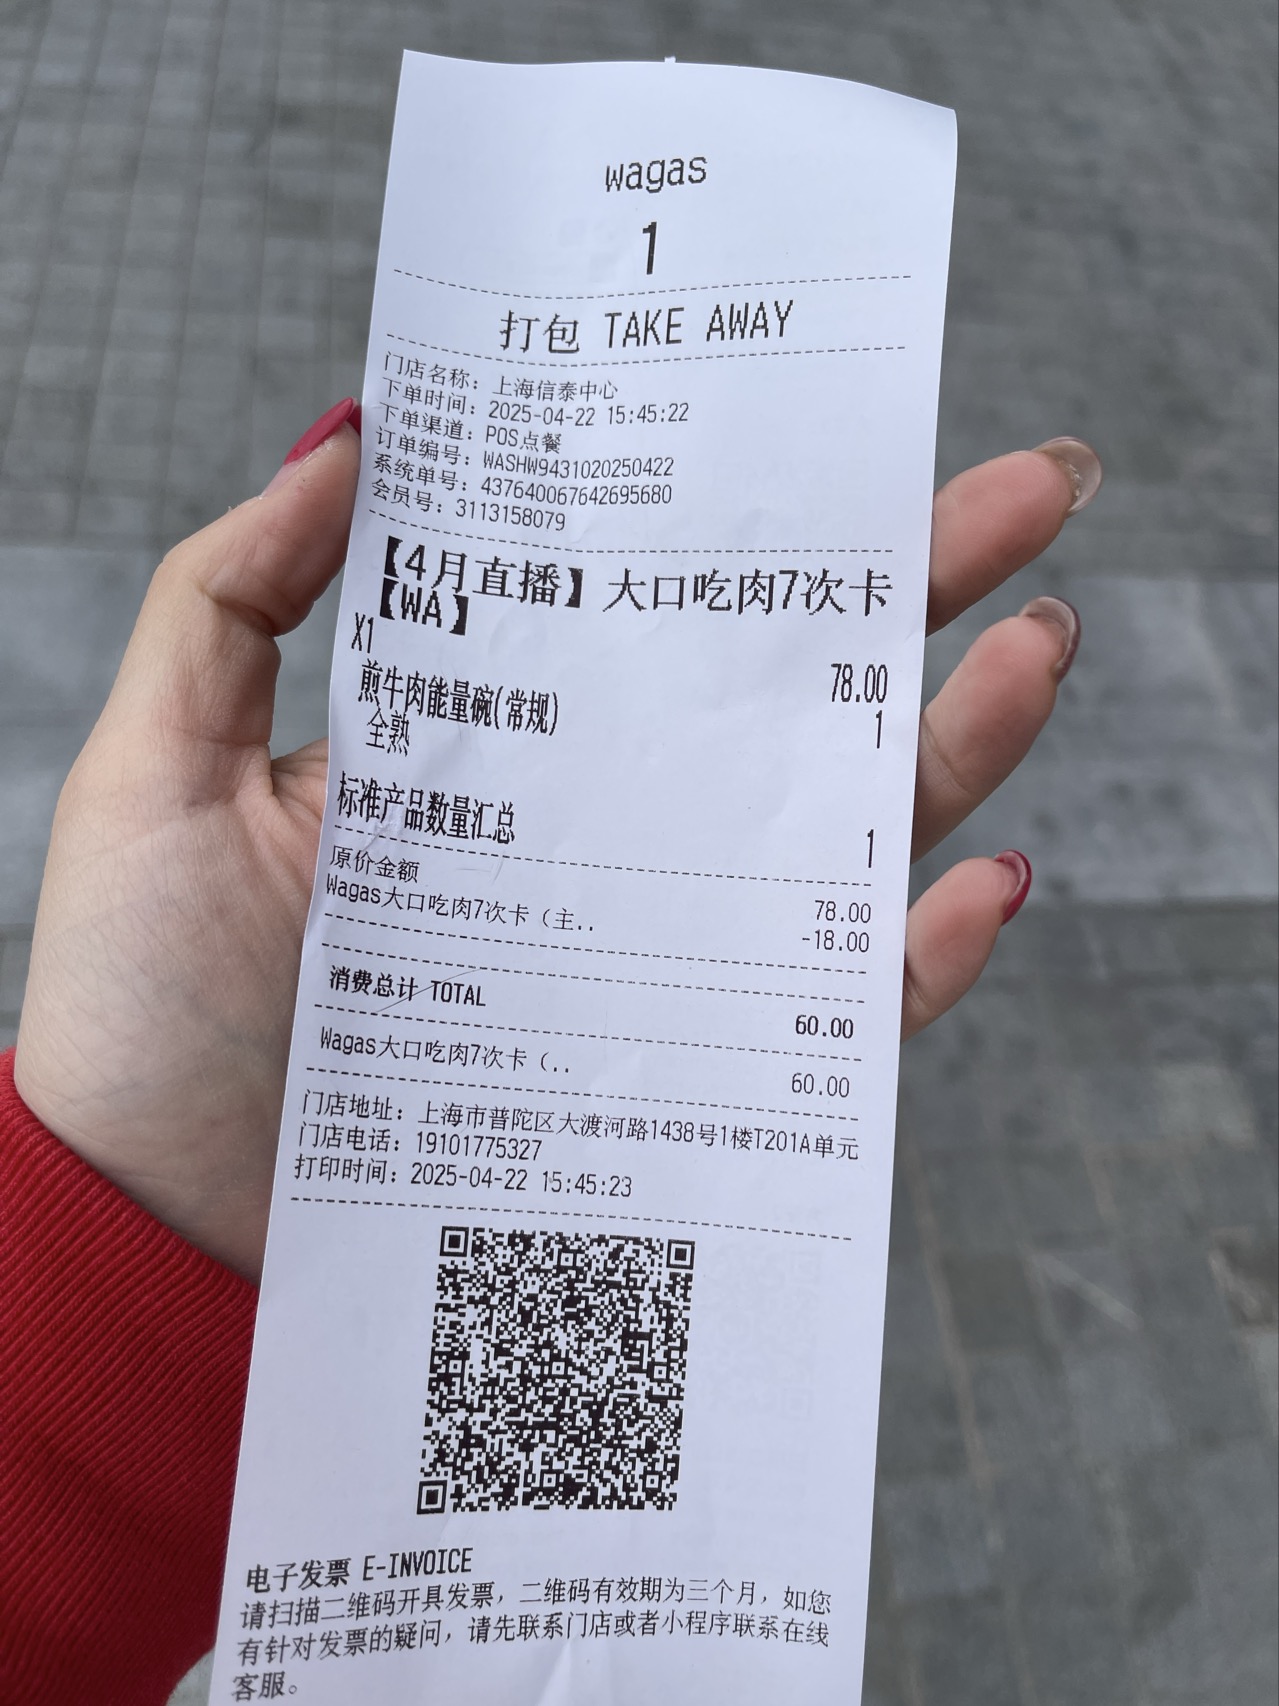 wagas
1
打包 TAKE AWAY
门店名称：上海信泰中心
下单时间：2025-04-22 15:45:22
下单渠道：POS点餐
订单编号：WASHW9431020250422
系统单号：437640067642695680
会员号：3113158079
【4月直播】大口吃肉7次卡
【WA】
X1 78.00
煎牛肉能量碗(常规) 1
全熟
标准产品数量汇总 1
原价金额 78.00
Wagas大口吃肉7次卡（主.. -18.00
消费总计 TOTAL 60.00
Wagas大口吃肉7次卡（.. 60.00
门店地址：上海市普陀区大渡河路1438号1楼T201A单元
门店电话：19101775327
打印时间：2025-04-22 15:45:23
电子发票 E-INVOICE
请扫描二维码开具发票，二维码有效期为三个月，如您
有针对发票的疑问，请先联系门店或者小程序联系在线
客服。